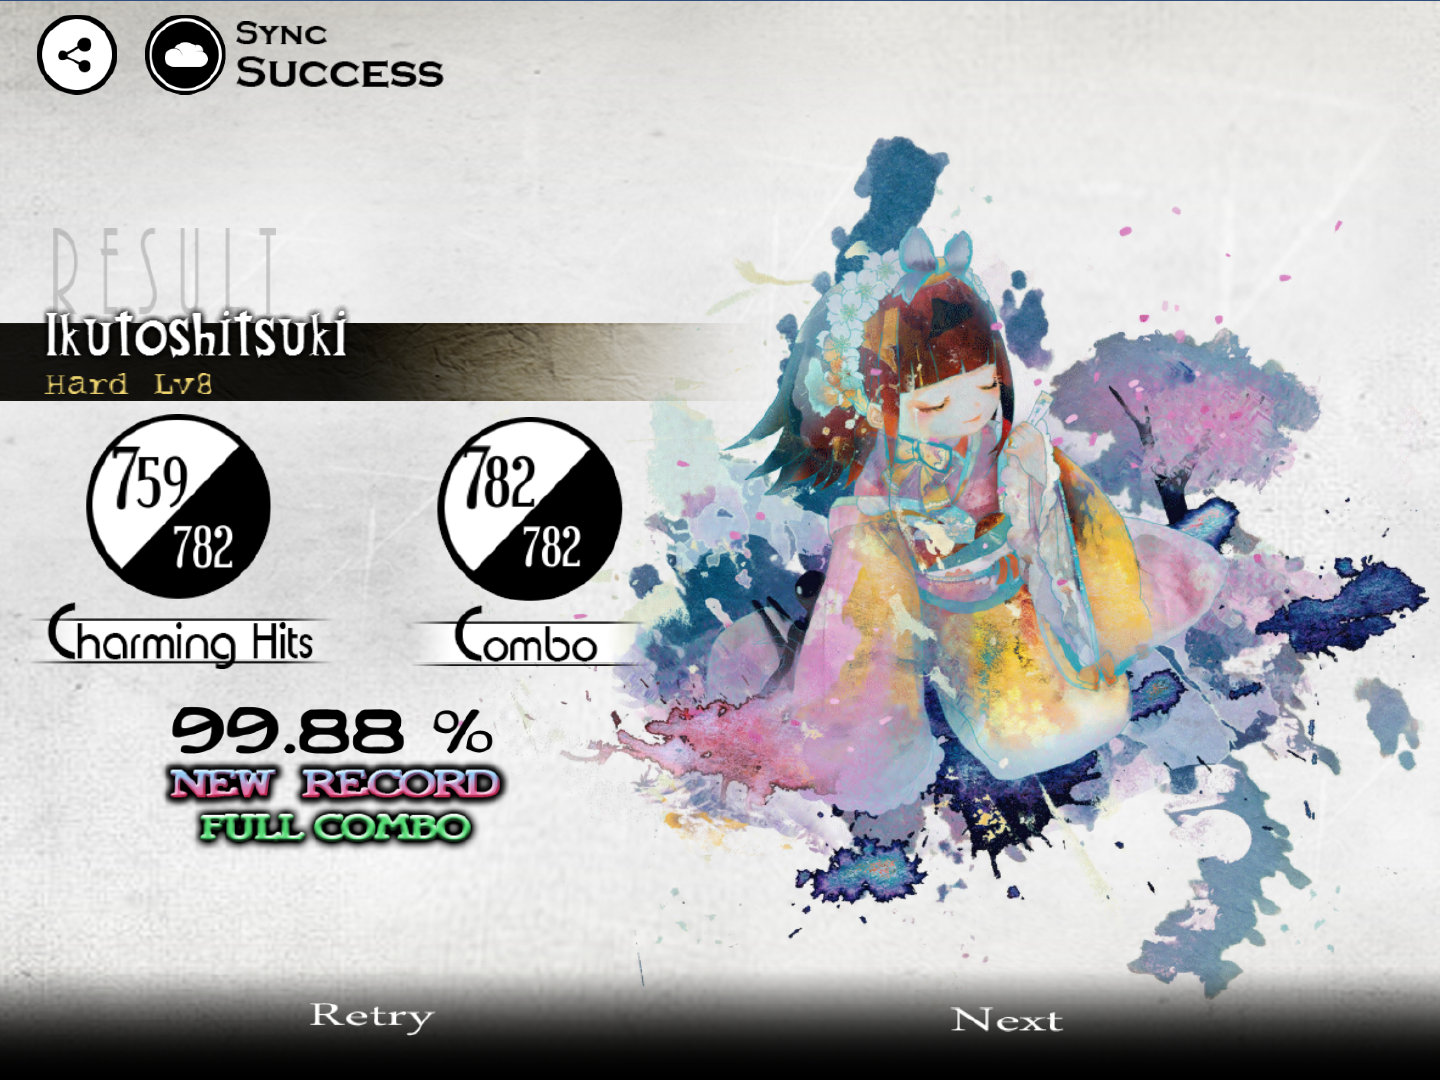 Sync
Success
RESULT
Ikutoshitsuki
Hard Lv8
759
782
Charming Hits
782
782
Combo
99.88 %
NEW RECORD
FULL COMBO
Retry
Next